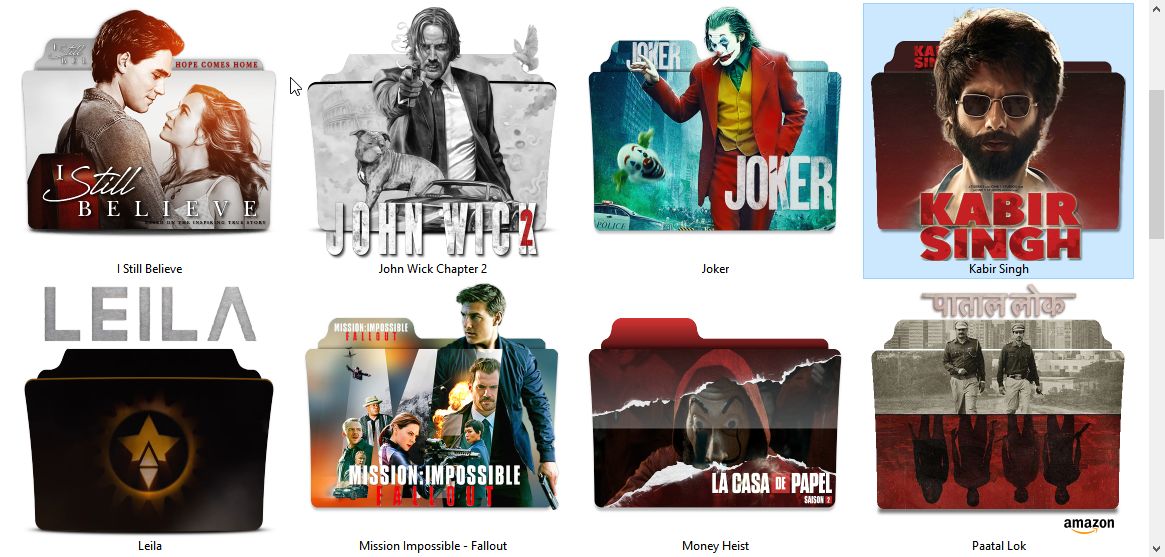 I Still
HOPE COMES HOME
I Still
BELIEVE
BASED ON THE INSPIRING TRUE STORY
I Still Believe
JOHN WICK
2
John Wick Chapter 2
JOKER
POLICE
JOKER
Joker
KABIR
SINGH
KABIR
SINGH
Kabir Singh
LEILA
Leila
MISSION:IMPOSSIBLE
FALLOUT
MISSION:IMPOSSIBLE
FALLOUT
Mission Impossible - Fallout
LA CASA DE PAPEL
SAISON 2
Money Heist
पाताल लोक
amazon
Paatal Lok